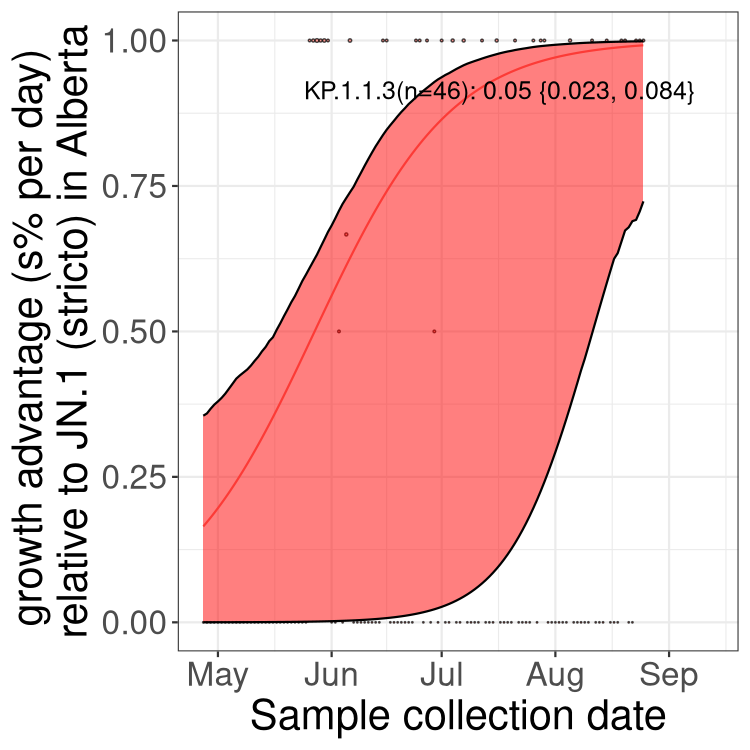 growth advantage (s% per day)
relative to JN.1 (stricto) in Alberta
1.00
0.75
0.50
0.25
0.00
KP.1.1.3(n=46): 0.05 {0.023, 0.084}
May Jun Jul Aug Sep
Sample collection date